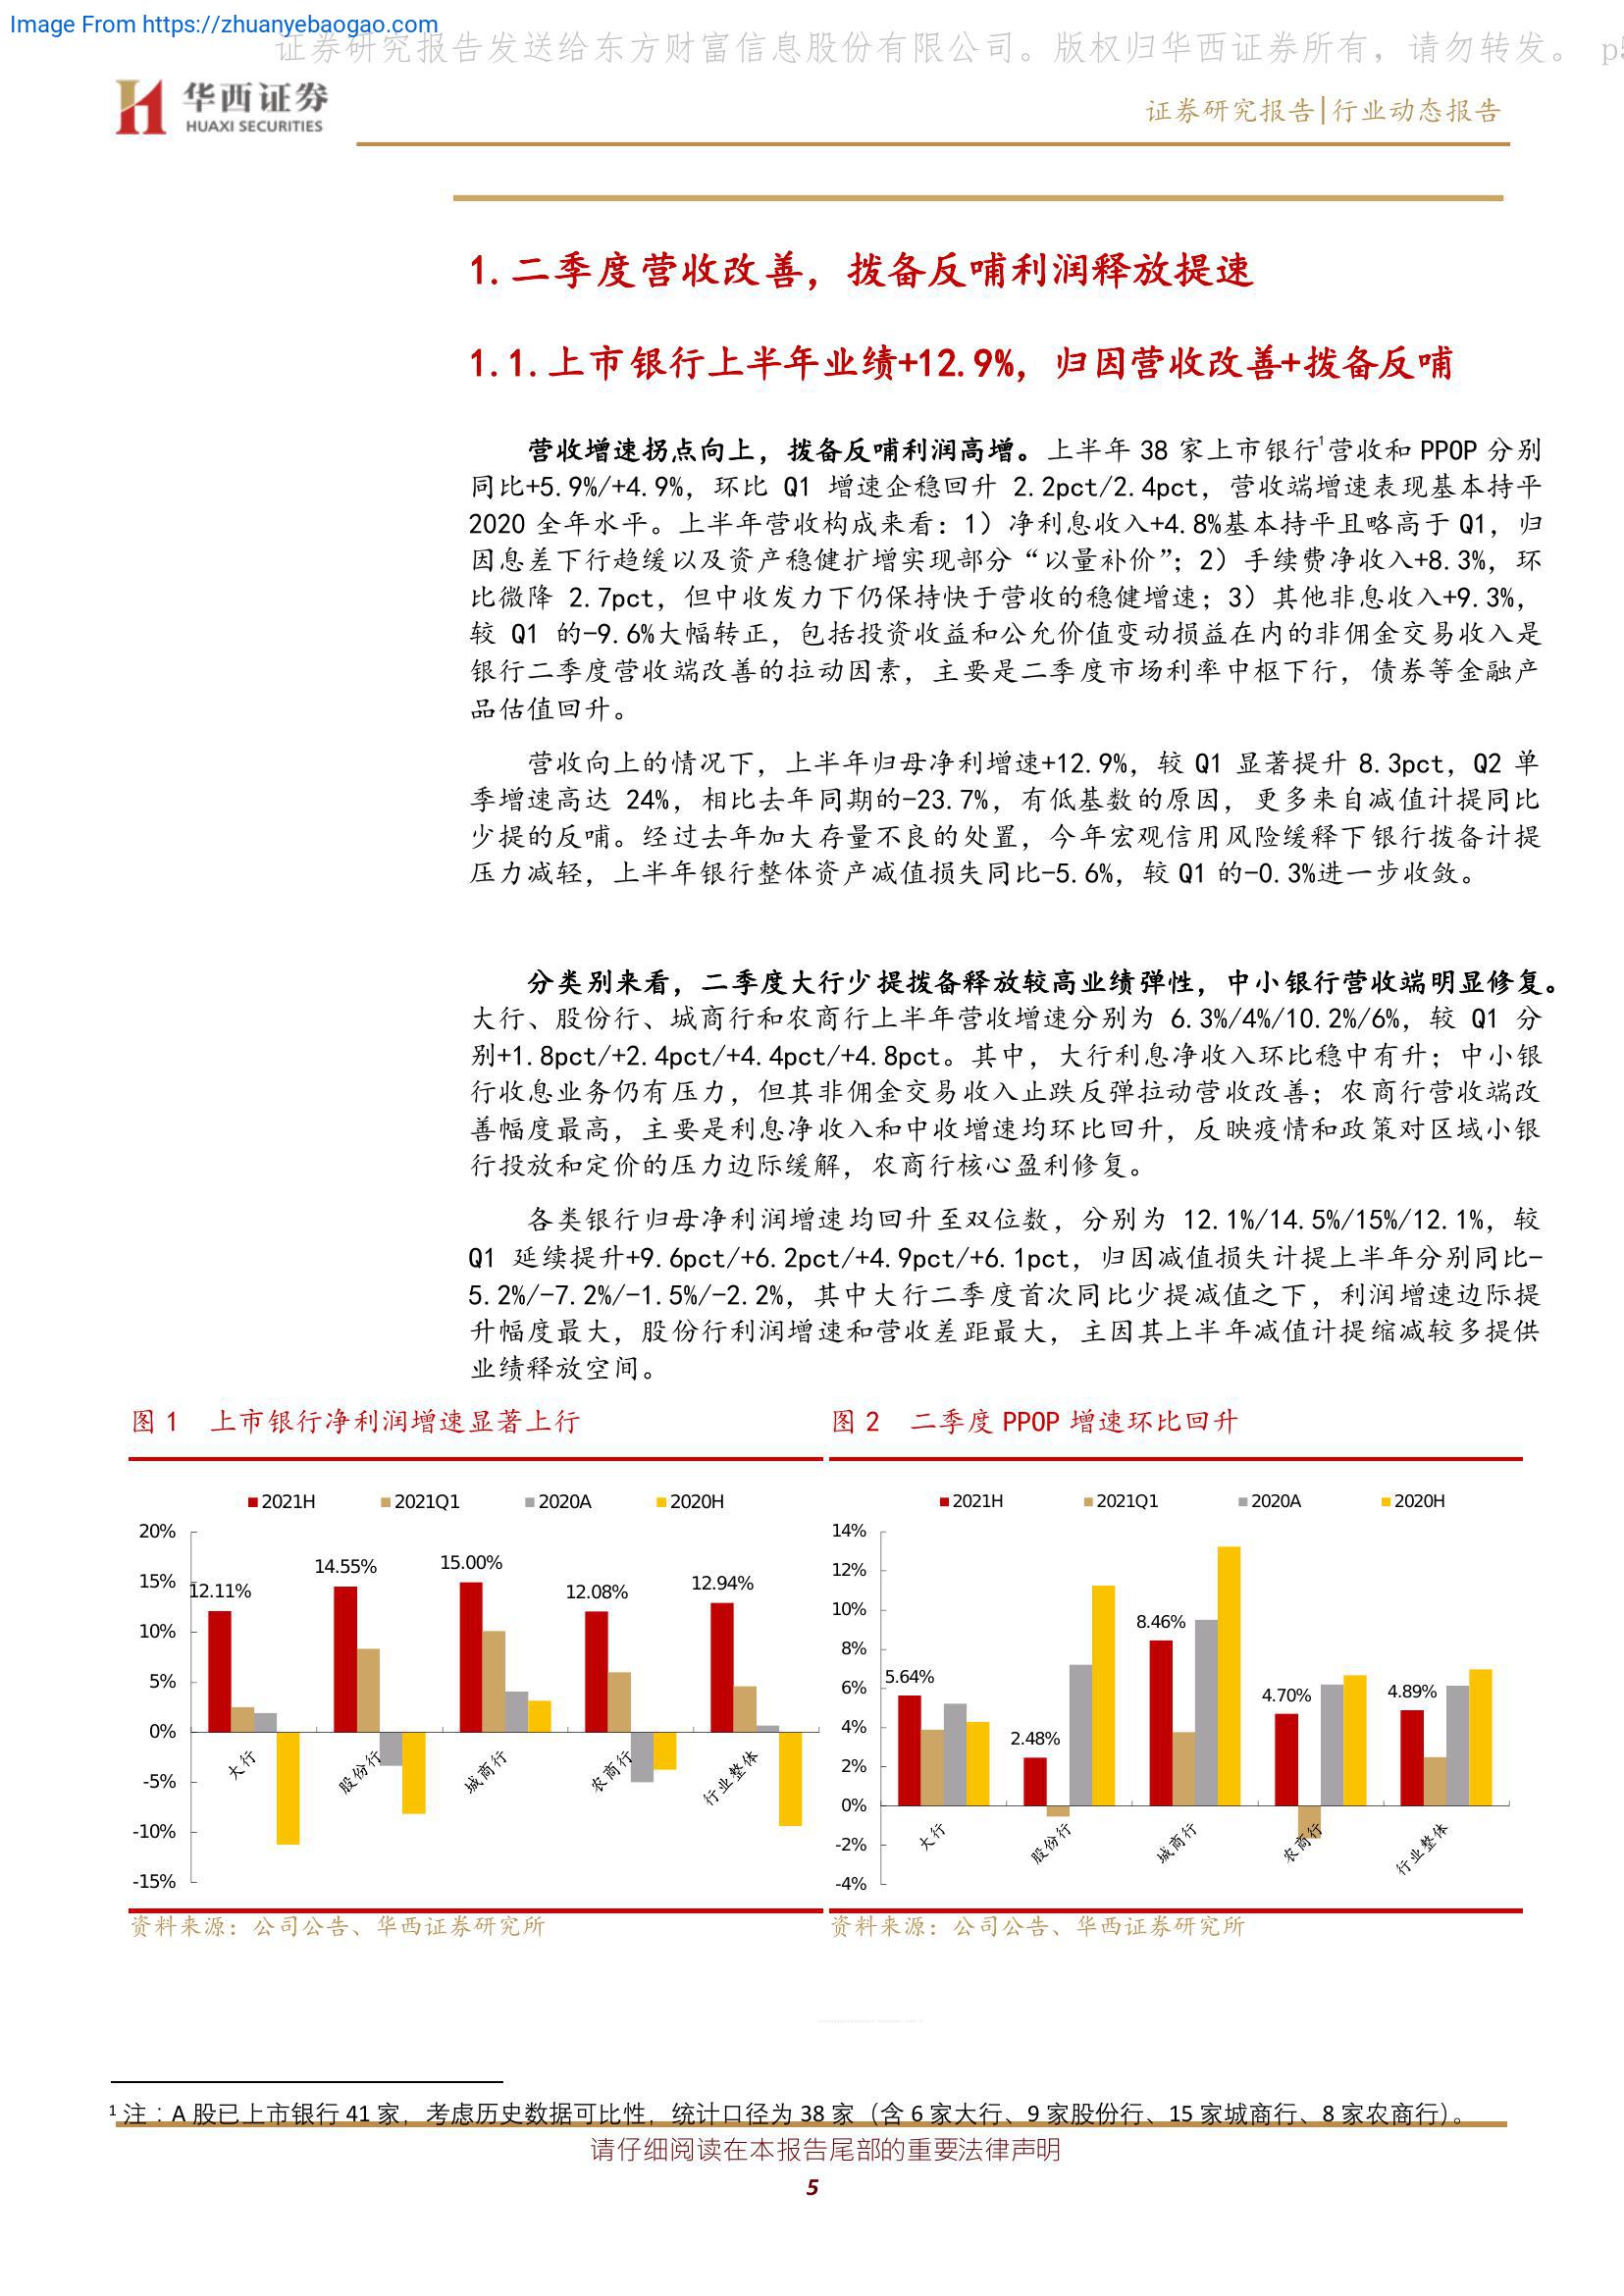 Image From https://zhuanyebaogao.com
证券研究报告发送给东方财富信息股份有限公司。版权归华西证券所有，请勿转发。 p5
华西证券
HUAXI SECURITIES
证券研究报告|行业动态报告
1.二季度营收改善，拨备反哺利润释放提速
1.1.上市银行上半年业绩+12.9%，归因营收改善+拨备反哺
营收增速拐点向上，拨备反哺利润高增。上半年 38 家上市银行1营收和 PPOP 分别
同比+5.9%/+4.9%，环比 Q1 增速企稳回升 2.2pct/2.4pct，营收端增速表现基本持平
2020 全年水平。上半年营收构成来看：1）净利息收入+4.8%基本持平且略高于 Q1，归
因息差下行趋缓以及资产稳健扩增实现部分“以量补价”；2）手续费净收入+8.3%，环
比微降 2.7pct，但中收发力下仍保持快于营收的稳健增速；3）其他非息收入+9.3%，
较 Q1 的-9.6%大幅转正，包括投资收益和公允价值变动损益在内的非佣金交易收入是
银行二季度营收端改善的拉动因素，主要是二季度市场利率中枢下行，债券等金融产
品估值回升。
营收向上的情况下，上半年归母净利增速+12.9%，较 Q1 显著提升 8.3pct，Q2 单
季增速高达 24%，相比去年同期的-23.7%，有低基数的原因，更多来自减值计提同比
少提的反哺。经过去年加大存量不良的处置，今年宏观信用风险缓释下银行拨备计提
压力减轻，上半年银行整体资产减值损失同比-5.6%，较 Q1 的-0.3%进一步收敛。
分类别来看，二季度大行少提拨备释放较高业绩弹性，中小银行营收端明显修复。
大行、股份行、城商行和农商行上半年营收增速分别为 6.3%/4%/10.2%/6%，较 Q1 分
别+1.8pct/+2.4pct/+4.4pct/+4.8pct。其中，大行利息净收入环比稳中有升；中小银
行收息业务仍有压力，但其非佣金交易收入止跌反弹拉动营收改善；农商行营收端改
善幅度最高，主要是利息净收入和中收增速均环比回升，反映疫情和政策对区域小银
行投放和定价的压力边际缓解，农商行核心盈利修复。
各类银行归母净利润增速均回升至双位数，分别为 12.1%/14.5%/15%/12.1%，较
Q1 延续提升+9.6pct/+6.2pct/+4.9pct/+6.1pct，归因减值损失计提上半年分别同比-
5.2%/-7.2%/-1.5%/-2.2%，其中大行二季度首次同比少提减值之下，利润增速边际提
升幅度最大，股份行利润增速和营收差距最大，主因其上半年减值计提缩减较多提供
业绩释放空间。
图 1 上市银行净利润增速显著上行
2021H 2021Q1 2020A 2020H
20%
15%
10%
5%
0%
-5%
-10%
-15%
12.11%
14.55%
15.00%
12.08%
12.94%
大行
股份行
城商行
农商行
行业整体
资料来源：公司公告、华西证券研究所
图 2 二季度 PPOP 增速环比回升
2021H 2021Q1 2020A 2020H
14%
12%
10%
8%
6%
4%
2%
0%
-2%
-4%
5.64%
2.48%
8.46%
4.70%
4.89%
大行
股份行
城商行
农商行
行业整体
资料来源：公司公告、华西证券研究所
1 注：A 股已上市银行 41 家，考虑历史数据可比性，统计口径为 38 家（含 6 家大行、9 家股份行、15 家城商行、8 家农商行）。
请仔细阅读在本报告尾部的重要法律声明
5